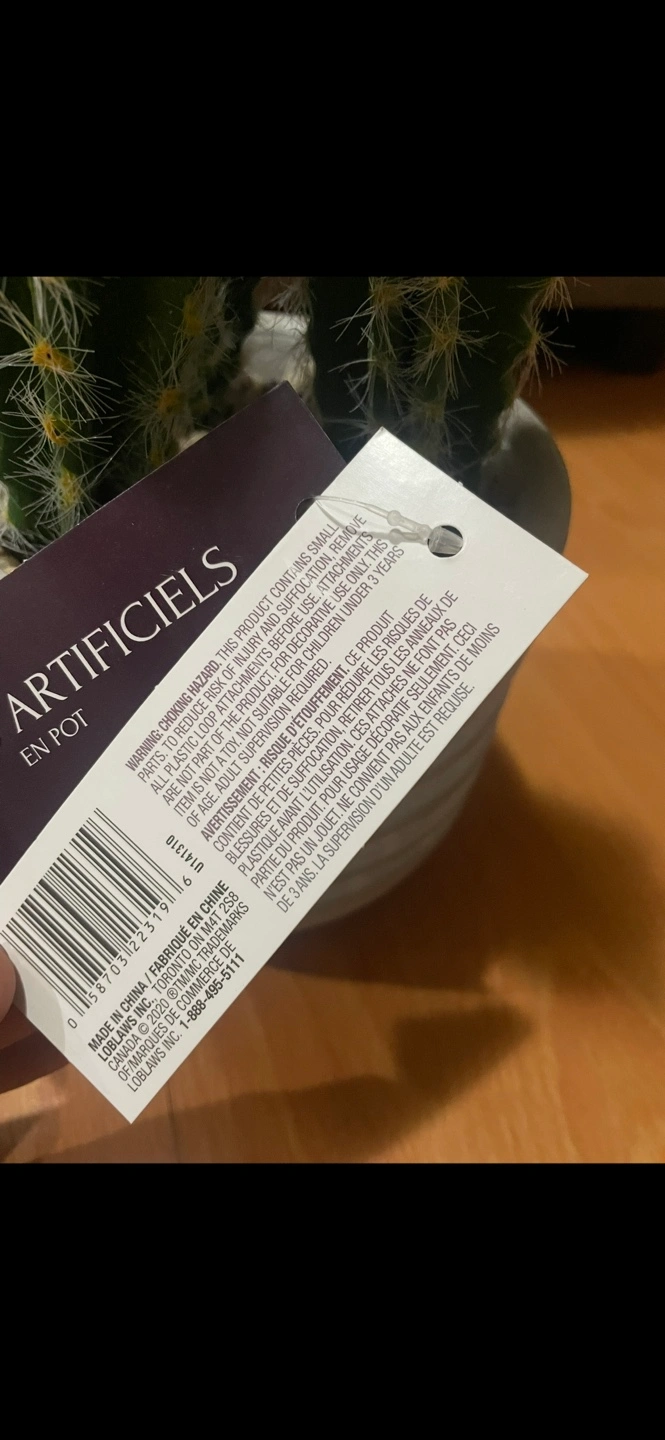 ARTIFICIELS
EN POT
WARNING: CHOKING HAZARD. THIS PRODUCT CONTAINS SMALL
PARTS. TO REDUCE RISK OF INJURY AND SUFFOCATION, REMOVE
ALL PLASTIC LOOP ATTACHMENTS BEFORE USE. ATTACHMENTS
ARE NOT PART OF THE PRODUCT. FOR DECORATIVE USE ONLY. THIS
ITEM IS NOT A TOY. NOT SUITABLE FOR CHILDREN UNDER 3 YEARS
OF AGE. ADULT SUPERVISION REQUIRED.
AVERTISSEMENT : RISQUE D'ÉTOUFFEMENT. CE PRODUIT
CONTIENT DE PETITES PIÈCES. POUR RÉDUIRE LES RISQUES DE
BLESSURES ET DE SUFFOCATION, RETIRER TOUS LES ANNEAUX DE
PLASTIQUE AVANT L'UTILISATION. CES ATTACHES NE FONT PAS
PARTIE DU PRODUIT. POUR USAGE DÉCORATIF SEULEMENT. CECI
N'EST PAS UN JOUET. NE CONVIENT PAS AUX ENFANTS DE MOINS
DE 3 ANS. LA SUPERVISION D'UN ADULTE EST REQUISE.
0 58703 22319 6
U141310
MADE IN CHINA / FABRIQUÉ EN CHINE
LOBLAWS INC. TORONTO ON M4T 2S8
CANADA © 2020 ®TM/MC TRADEMARKS
OF/MARQUES DE COMMERCE DE
LOBLAWS INC. 1-888-495-5111